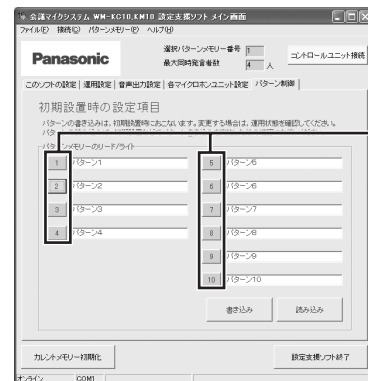 会議マイクシステム WM-KC10,KM10 設定支援ソフト メイン画面
ファイル(F) 接続(C) パターンメモリー(P) ヘルプ(H)
Panasonic
選択パターンメモリー番号 1
最大同時発言者数 4 人
コントロールユニット接続
このソフトの設定 運用設定 音声出力設定 各マイクロホンユニット設定 パターン制御
初期設置時の設定項目
パターンの書き込みは、初期設置時におこないます。変更する場合は、運用状態を確認してください。
パターンメモリーのリード/ライト
1 パターン1
2 パターン2
3 パターン3
4 パターン4
5 パターン5
6 パターン6
7 パターン7
8 パターン8
9 パターン9
10 パターン10
書き込み 読み込み
カレントメモリー初期化 設定支援ソフト終了
オンライン COM1